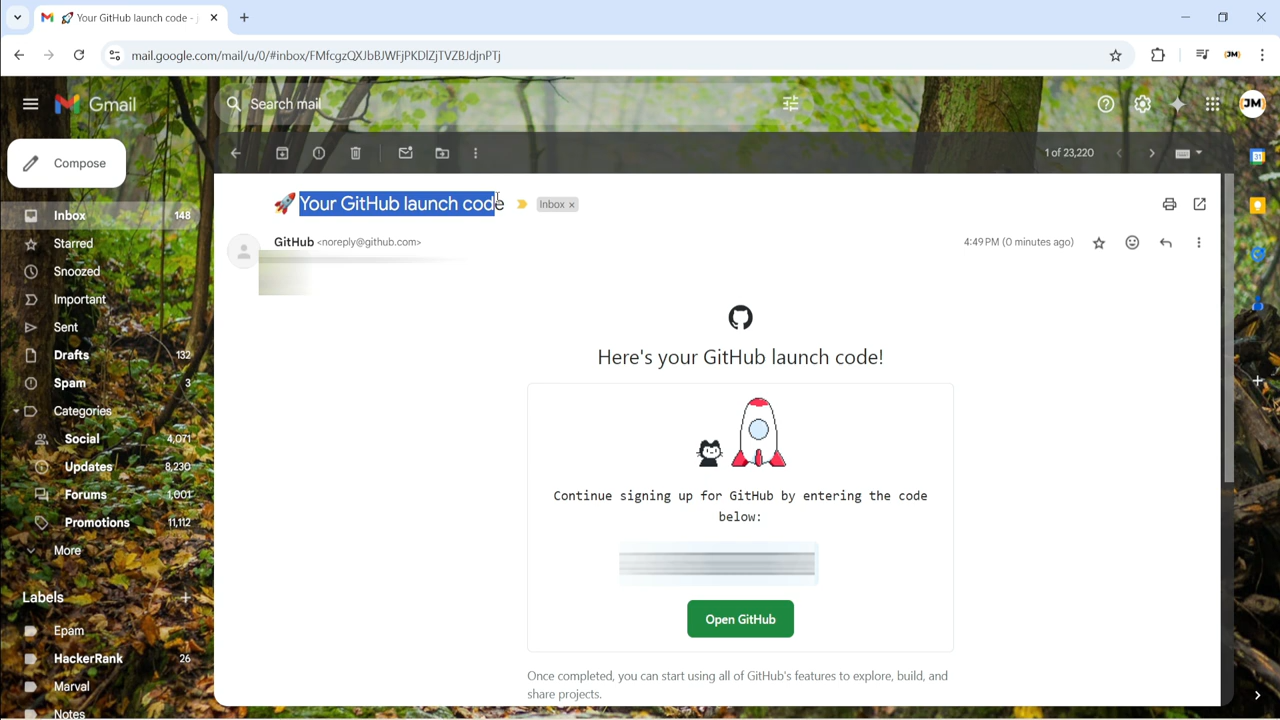 Your GitHub launch code -
mail.google.com/mail/u/0/#inbox/FMfcgzQXJbBJWFjPKDlZjTVZBJdjnPTj
JM
Gmail
Search mail
JM
Compose
1 of 23,220
Inbox 148
Starred
Snoozed
Important
Sent
Drafts 132
Spam 3
Categories
Social 4,071
Updates 8,230
Forums 1,001
Promotions 11,112
More
Labels
Epam
HackerRank 26
Marval
Notes
Your GitHub launch code Inbox ×
GitHub <noreply@github.com> 4:49 PM (0 minutes ago)
Here's your GitHub launch code!
Continue signing up for GitHub by entering the code
below:
Open GitHub
Once completed, you can start using all of GitHub's features to explore, build, and
share projects.
31